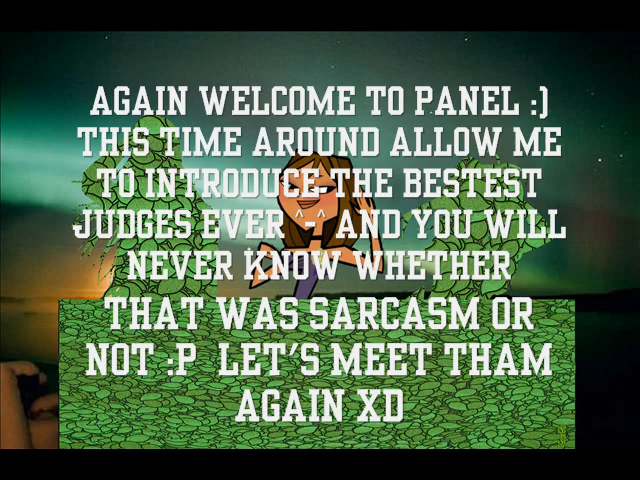 AGAIN WELCOME TO PANEL :)
THIS TIME AROUND ALLOW ME
TO INTRODUCE THE BESTEST
JUDGES EVER ^-^ AND YOU WILL
NEVER KNOW WHETHER
THAT WAS SARCASM OR
NOT :P LET'S MEET THAM
AGAIN XD